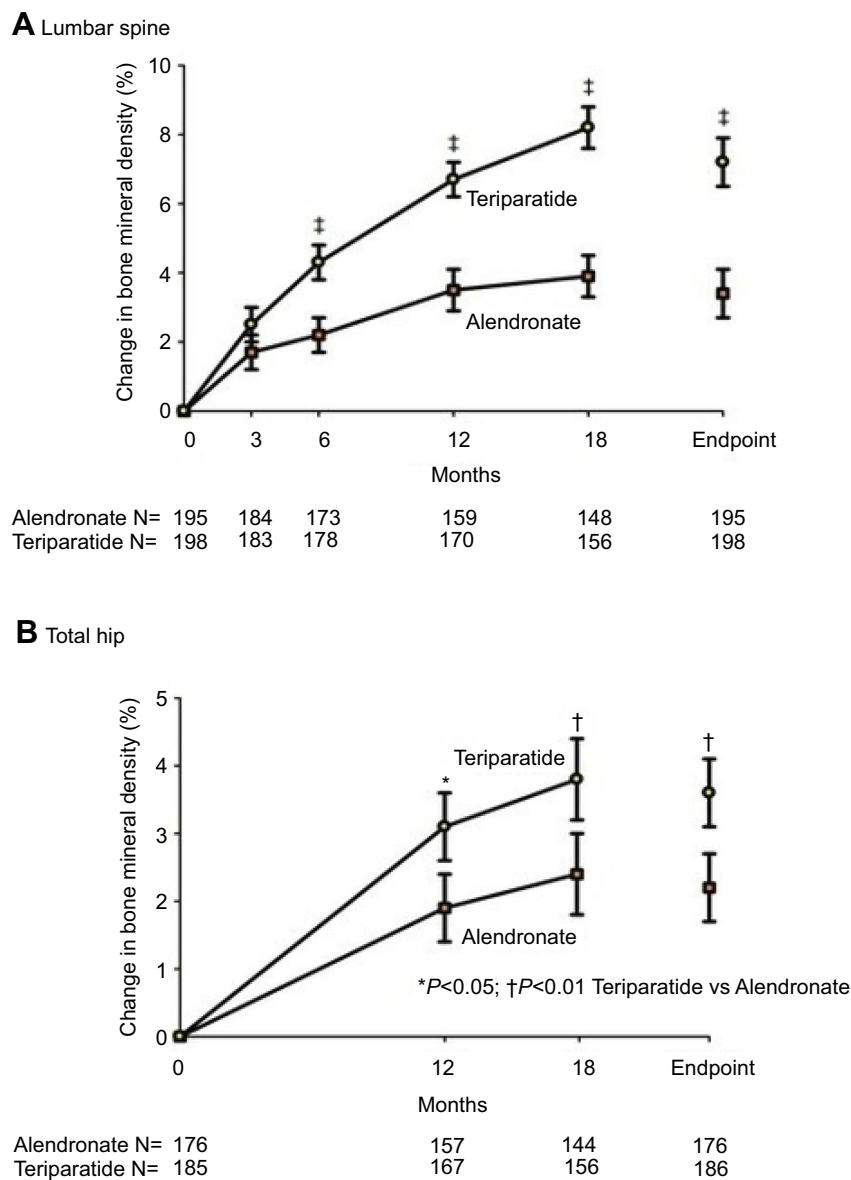 A Lumbar spine
Change in bone mineral density (%)
10
8
6
4
2
0
‡ ‡ ‡ ‡
Teriparatide
Alendronate
0 3 6 12 18 Endpoint
Months
Alendronate N= 195 184 173 159 148 195
Teriparatide N= 198 183 178 170 156 198
B Total hip
Change in bone mineral density (%)
5
4
3
2
1
0
* † †
Teriparatide
Alendronate
*P<0.05; †P<0.01 Teriparatide vs Alendronate
0 12 18 Endpoint
Months
Alendronate N= 176 157 144 176
Teriparatide N= 185 167 156 186